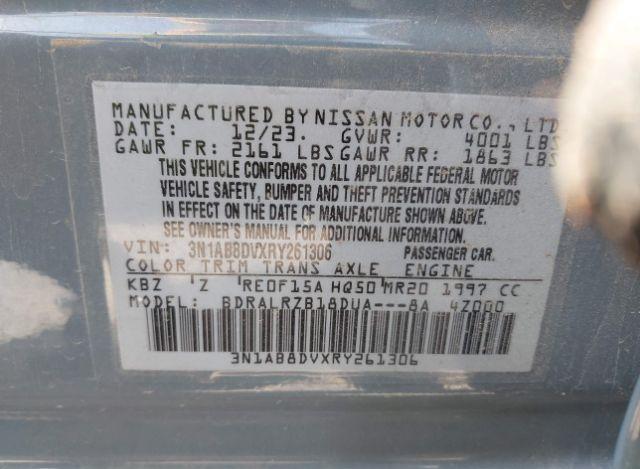 MANUFACTURED BY NISSAN MOTOR CO., LTD
DATE: 12/23. GVWR: 4001 LBS
GAWR FR: 2161 LBS GAWR RR: 1863 LBS
THIS VEHICLE CONFORMS TO ALL APPLICABLE FEDERAL MOTOR
VEHICLE SAFETY, BUMPER AND THEFT PREVENTION STANDARDS
IN EFFECT ON THE DATE OF MANUFACTURE SHOWN ABOVE.
SEE OWNER'S MANUAL OR NISSAN WEBSITE FOR ADDITIONAL INFORMATION.
VIN: 3N1AB8DVXRY261306 PASSENGER CAR.
COLOR TRIM TRANS AXLE ENGINE
KBZ Z RE0F15A HQ50 MR20 1997 CC
MODEL: BDRALRZB18DUA---8A 4Z000
3N1AB8DVXRY261306